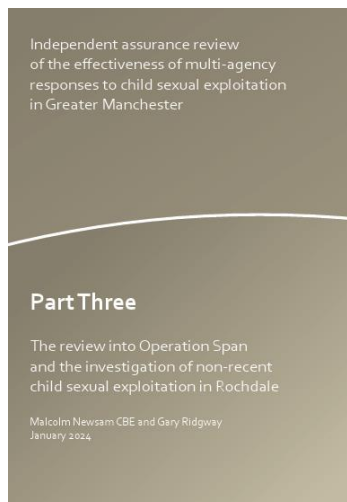 Independent assurance review
of the effectiveness of multi-agency
responses to child sexual exploitation
in Greater Manchester
Part Three
The review into Operation Span
and the investigation of non-recent
child sexual exploitation in Rochdale
Malcolm Newsam CBE and Gary Ridgway
January 2024